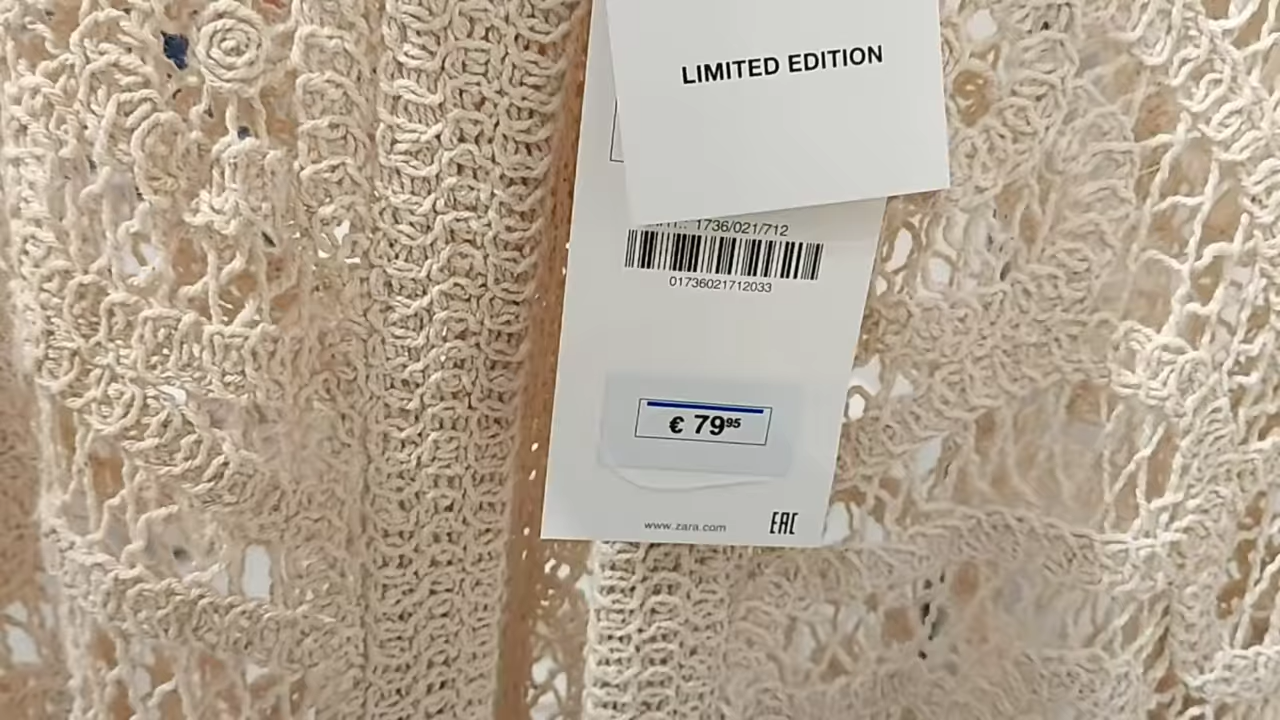 LIMITED EDITION
1736/021/712
01736021712033
€ 79⁹⁵
www.zara.com
EAC